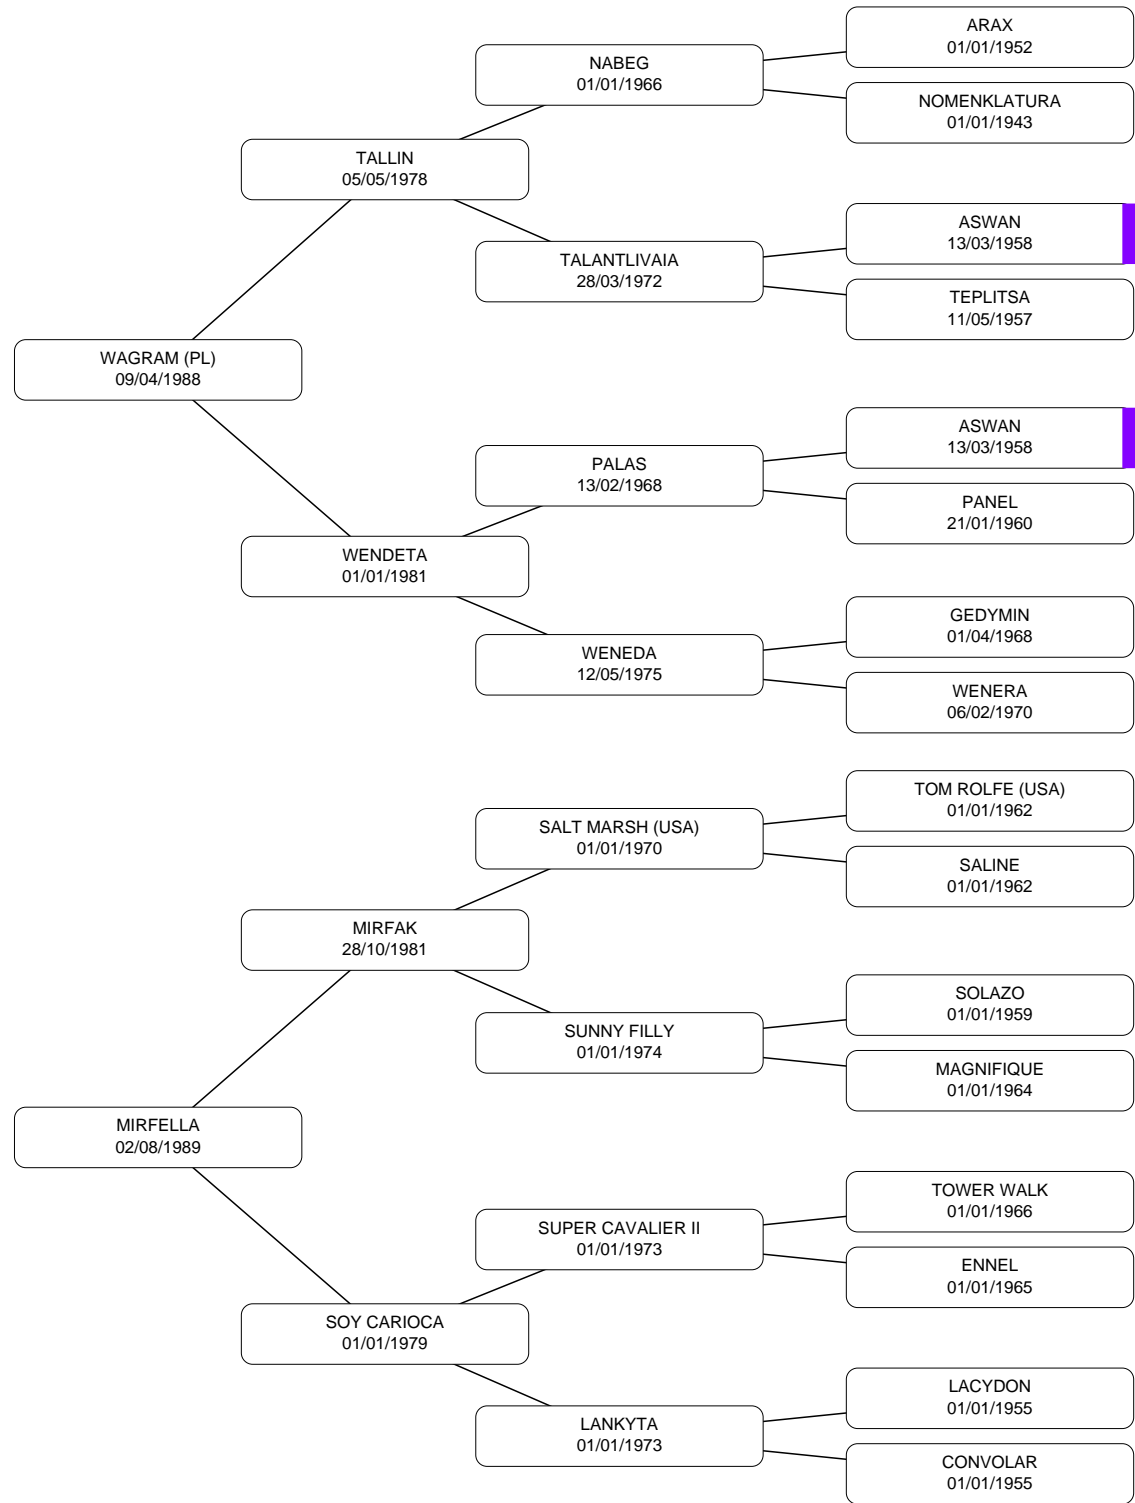 ARAX
01/01/1952
NABEG
01/01/1966
NOMENKLATURA
01/01/1943
TALLIN
05/05/1978
ASWAN
13/03/1958
TALANTLIVAIA
28/03/1972
TEPLITSA
11/05/1957
WAGRAM (PL)
09/04/1988
ASWAN
13/03/1958
PALAS
13/02/1968
PANEL
21/01/1960
WENDETA
01/01/1981
GEDYMIN
01/04/1968
WENEDA
12/05/1975
WENERA
06/02/1970
TOM ROLFE (USA)
01/01/1962
SALT MARSH (USA)
01/01/1970
SALINE
01/01/1962
MIRFAK
28/10/1981
SOLAZO
01/01/1959
SUNNY FILLY
01/01/1974
MAGNIFIQUE
01/01/1964
MIRFELLA
02/08/1989
TOWER WALK
01/01/1966
SUPER CAVALIER II
01/01/1973
ENNEL
01/01/1965
SOY CARIOCA
01/01/1979
LACYDON
01/01/1955
LANKYTA
01/01/1973
CONVOLAR
01/01/1955